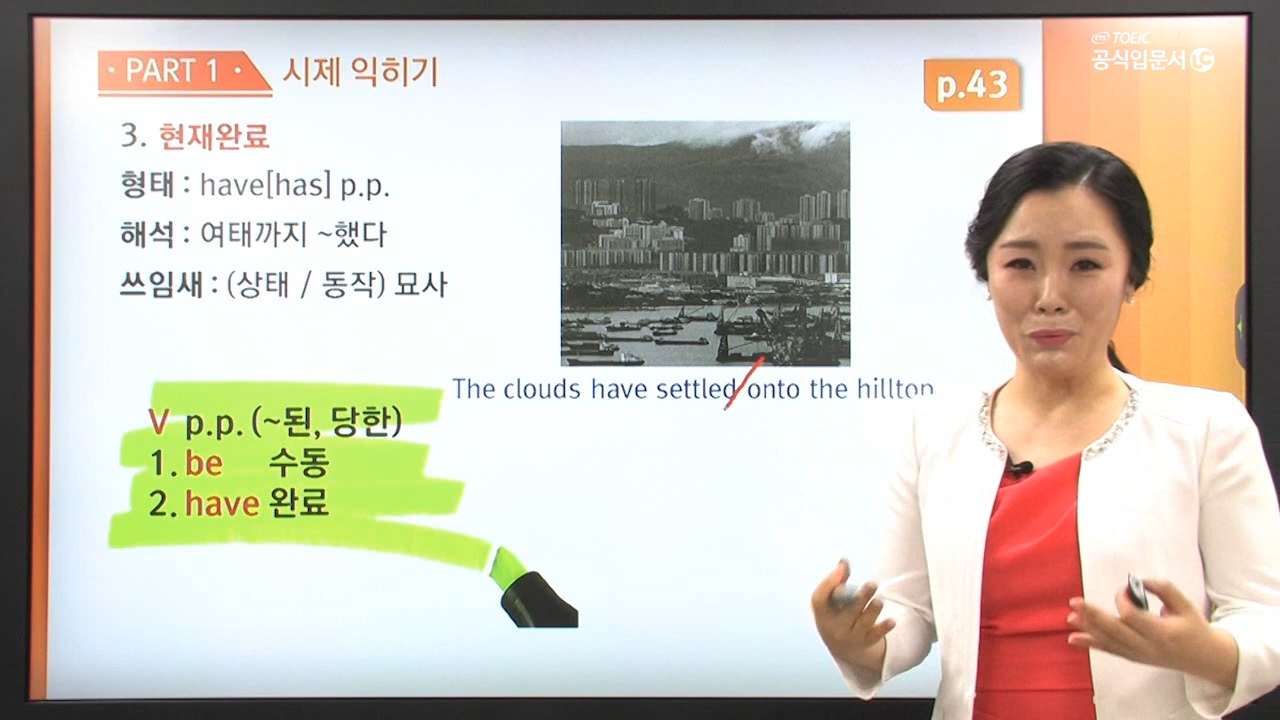 · PART 1 · 시제 익히기
p.43
ets TOEIC
공식입문서 LC
3. 현재완료
형태 : have[has] p.p.
해석 : 여태까지 ~했다
쓰임새 : (상태 / 동작) 묘사
The clouds have settled/onto the hilltop
V p.p. (~된, 당한)
1. be 수동
2. have 완료